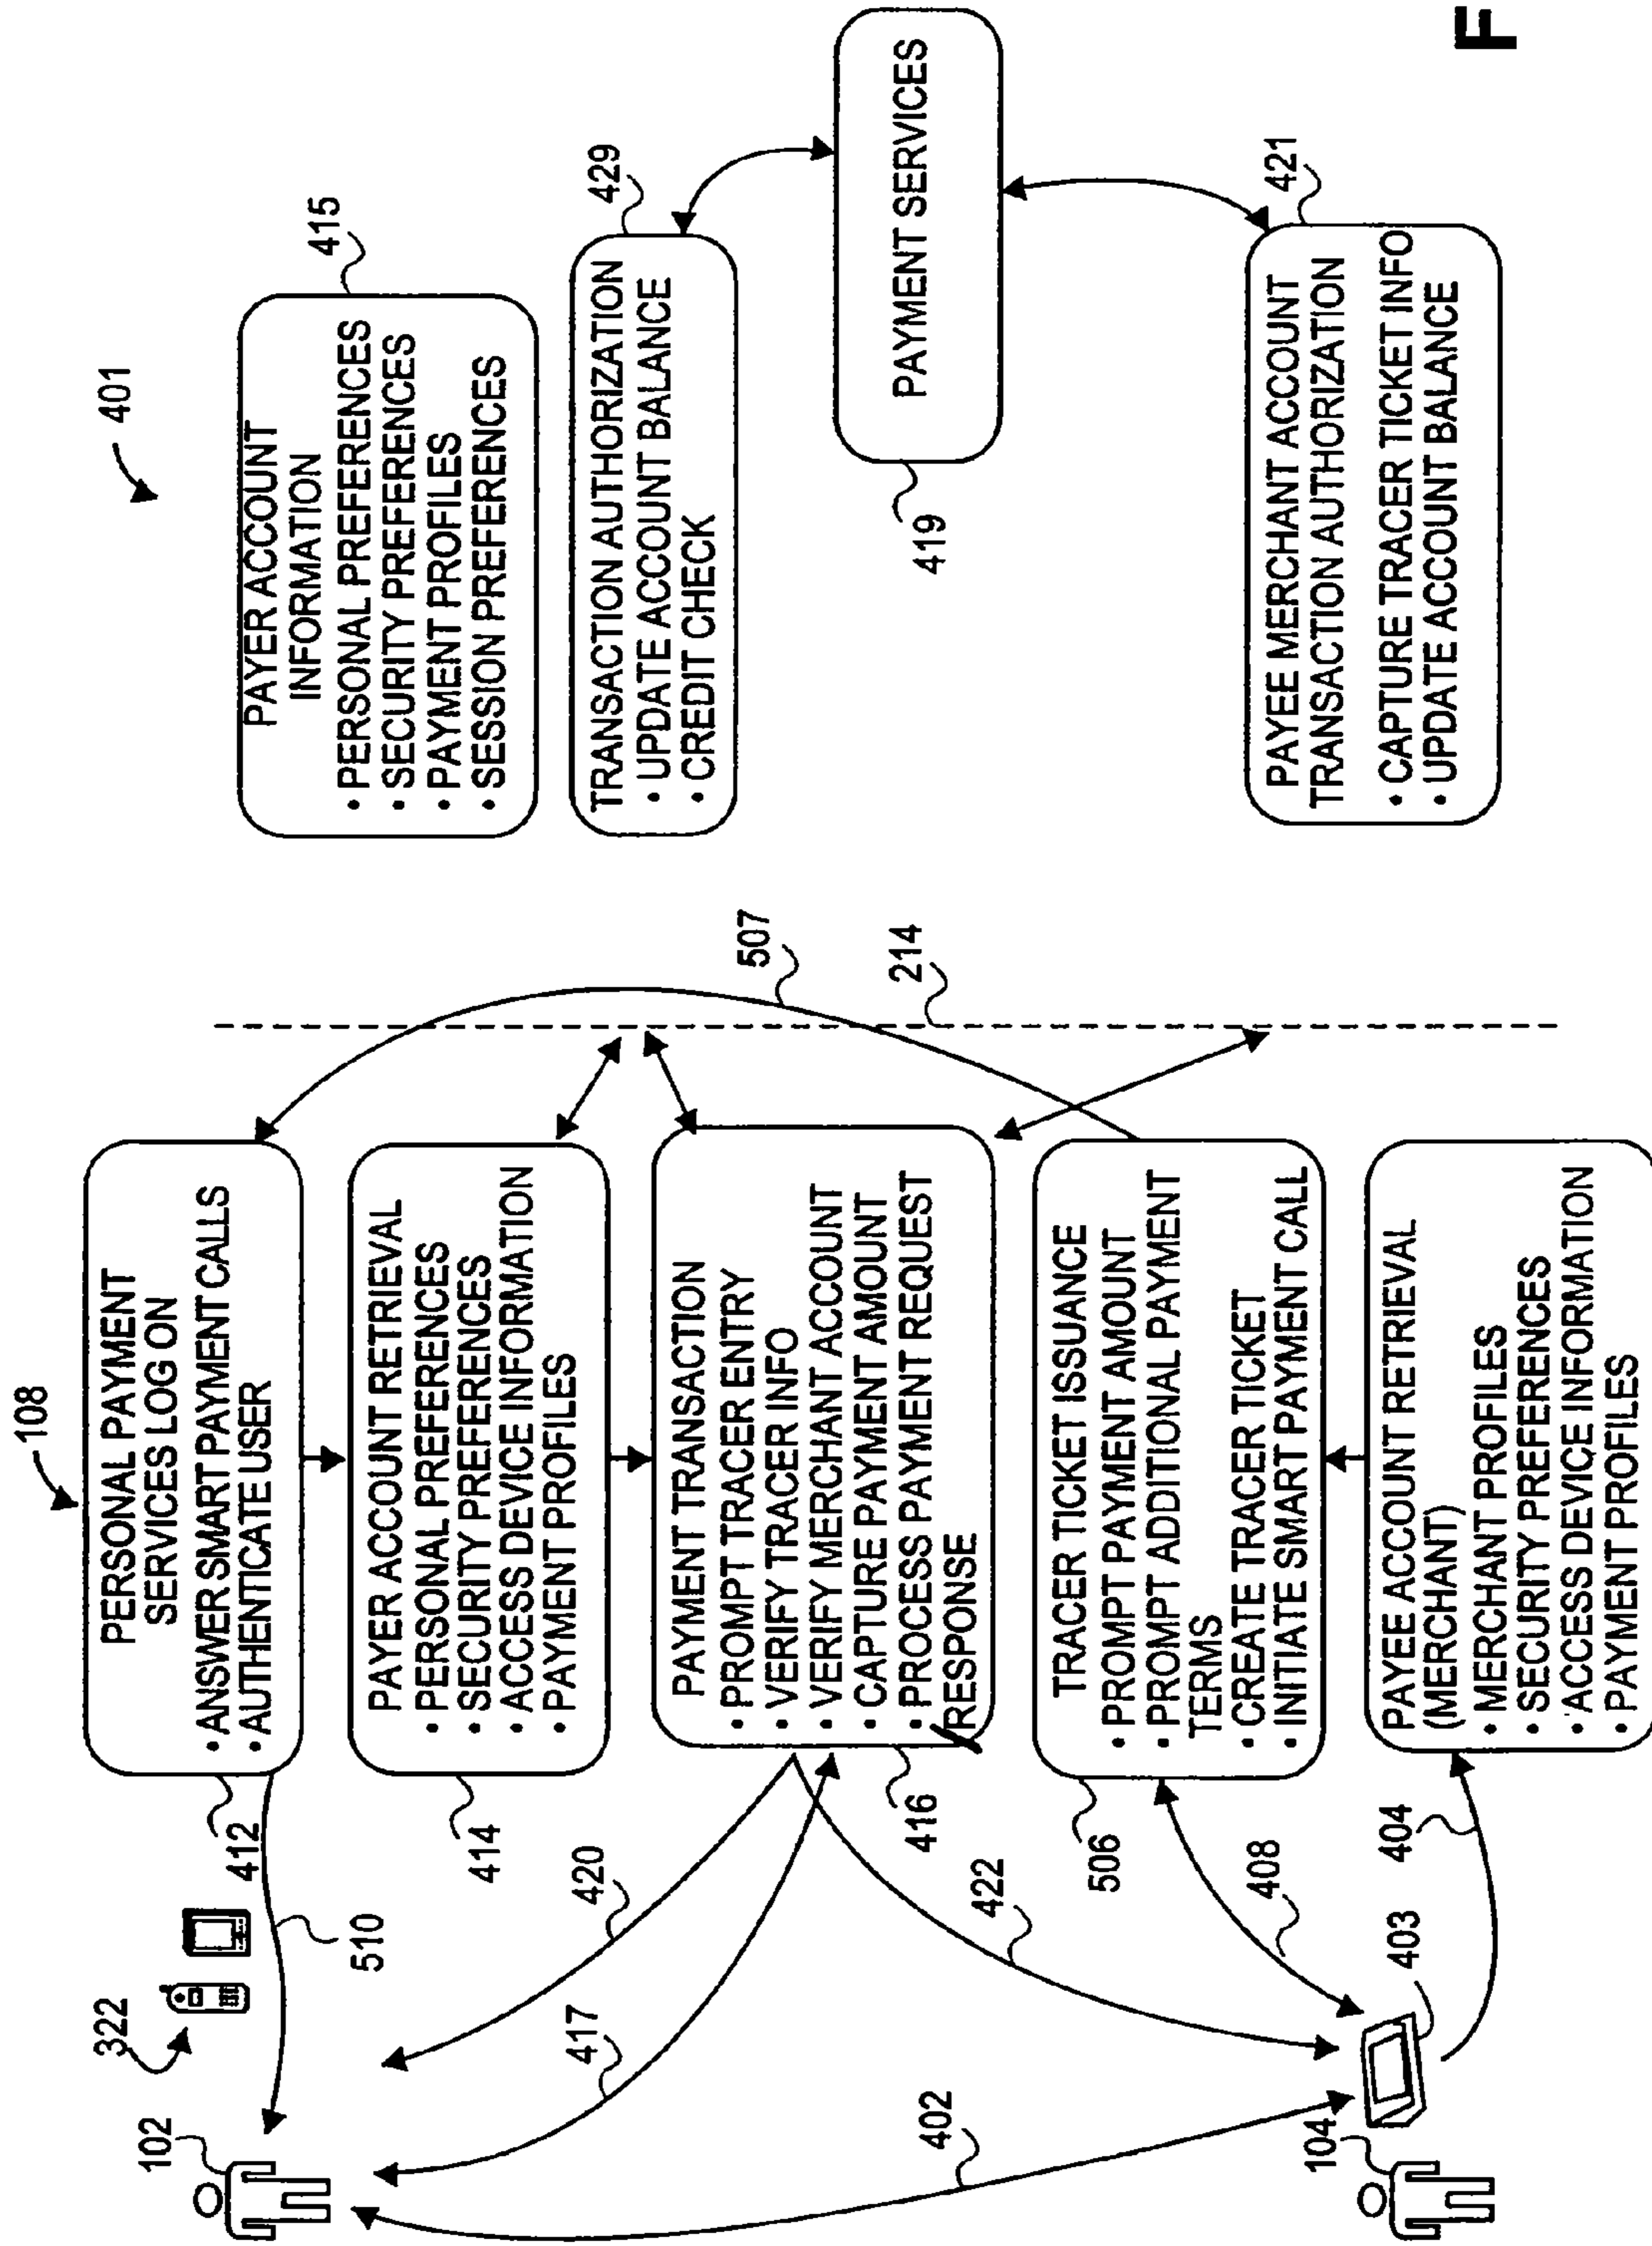 108
PERSONAL PAYMENT
SERVICES LOG ON
• ANSWER SMART PAYMENT CALLS
• AUTHENTICATE USER
412
PAYER ACCOUNT RETRIEVAL
• PERSONAL PREFERENCES
• SECURITY PREFERENCES
• ACCESS DEVICE INFORMATION
• PAYMENT PROFILES
414
PAYMENT TRANSACTION
• PROMPT TRACER ENTRY
• VERIFY TRACER INFO
• VERIFY MERCHANT ACCOUNT
• CAPTURE PAYMENT AMOUNT
• PROCESS PAYMENT REQUEST
/ RESPONSE
416
TRACER TICKET ISSUANCE
• PROMPT PAYMENT AMOUNT
• PROMPT ADDITIONAL PAYMENT
TERMS
• CREATE TRACER TICKET
• INITIATE SMART PAYMENT CALL
506
PAYEE ACCOUNT RETRIEVAL
(MERCHANT)
• MERCHANT PROFILES
• SECURITY PREFERENCES
• ACCESS DEVICE INFORMATION
• PAYMENT PROFILES
322
102
510
420
417
422
402
408
404
403
104
507
214
401
PAYER ACCOUNT
INFORMATION
• PERSONAL PREFERENCES
• SECURITY PREFERENCES
• PAYMENT PROFILES
• SESSION PREFERENCES
415
TRANSACTION AUTHORIZATION
• UPDATE ACCOUNT BALANCE
• CREDIT CHECK
429
PAYMENT SERVICES
419
PAYEE MERCHANT ACCOUNT
TRANSACTION AUTHORIZATION
• CAPTURE TRACER TICKET INFO
• UPDATE ACCOUNT BALANCE
421
F